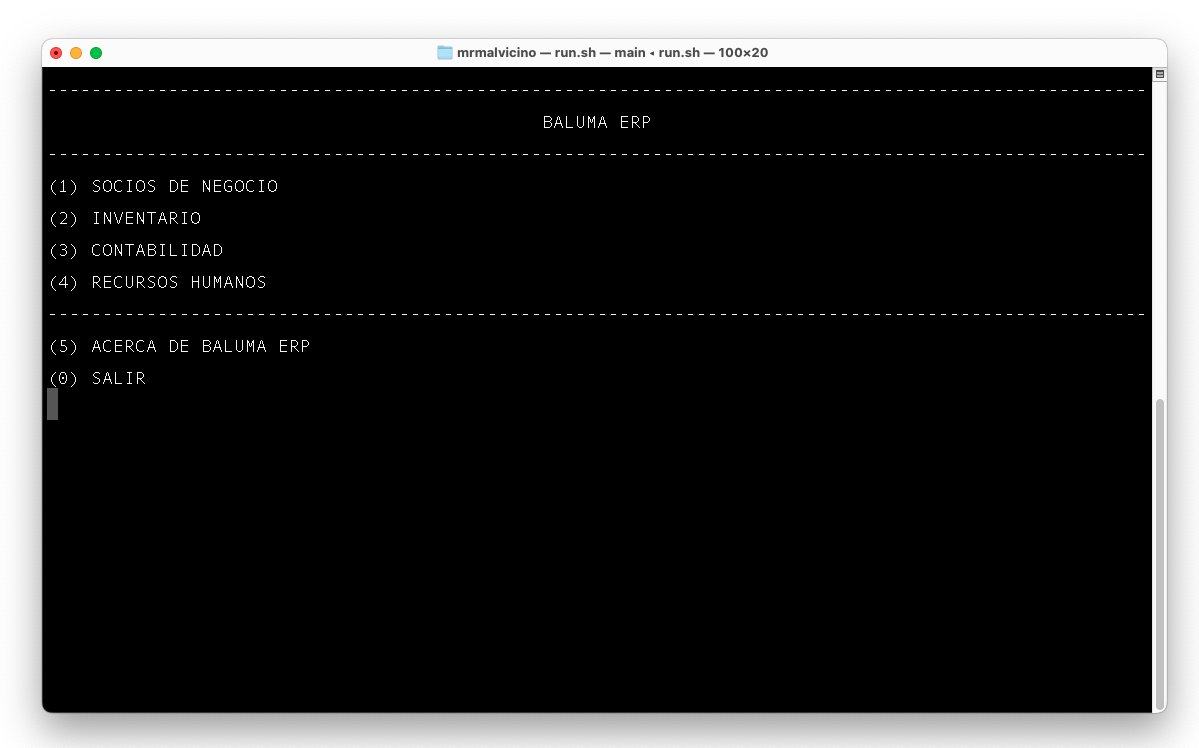 mrmalvicino — run.sh — main ◂ run.sh — 100×20
----------------------------------------------------------------------------------------------------
BALUMA ERP
----------------------------------------------------------------------------------------------------
(1) SOCIOS DE NEGOCIO
(2) INVENTARIO
(3) CONTABILIDAD
(4) RECURSOS HUMANOS
----------------------------------------------------------------------------------------------------
(5) ACERCA DE BALUMA ERP
(0) SALIR